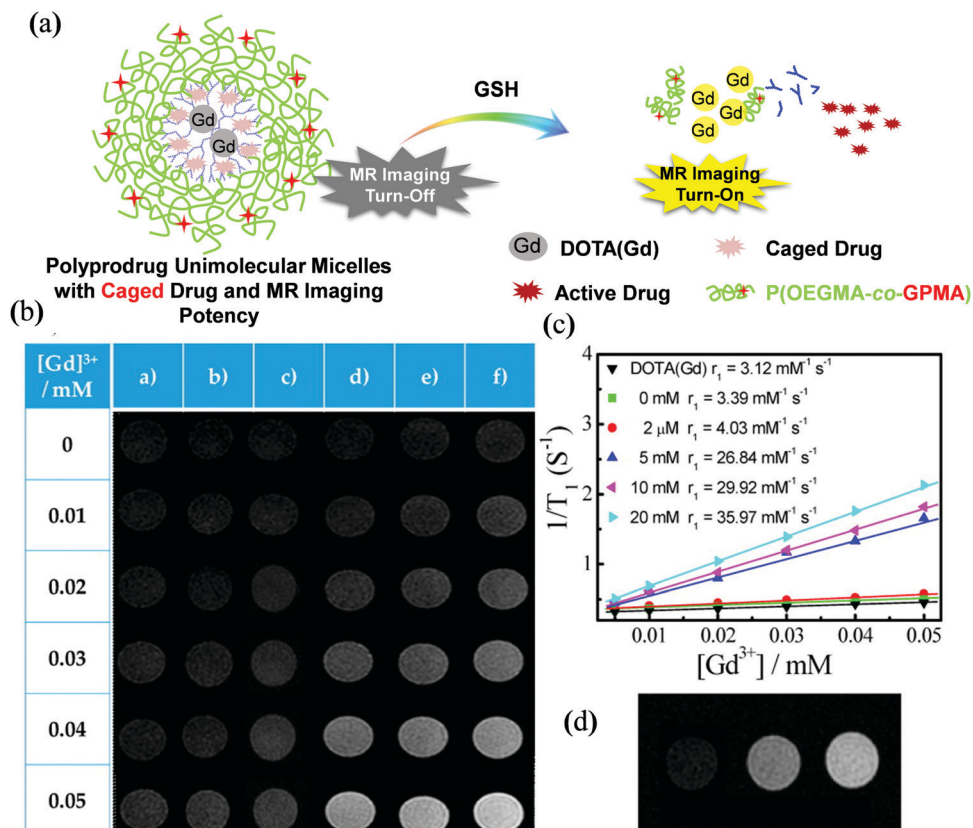 (a)
Gd
Gd
GSH
MR Imaging
Turn-Off
Gd
Gd
Gd
Gd
Gd
MR Imaging
Turn-On
Polyprodrug Unimolecular Micelles
with Caged Drug and MR Imaging
Potency
Gd DOTA(Gd) Caged Drug
Active Drug P(OEGMA-co-GPMA)
(b)
[Gd]3+
/ mM a) b) c) d) e) f)
0
0.01
0.02
0.03
0.04
0.05
(c)
1/T1 (S-1)
4
3
2
1
DOTA(Gd) r1 = 3.12 mM-1 s-1
0 mM r1 = 3.39 mM-1 s-1
2 μM r1 = 4.03 mM-1 s-1
5 mM r1 = 26.84 mM-1 s-1
10 mM r1 = 29.92 mM-1 s-1
20 mM r1 = 35.97 mM-1 s-1
0.01 0.02 0.03 0.04 0.05
[Gd3+] / mM
(d)